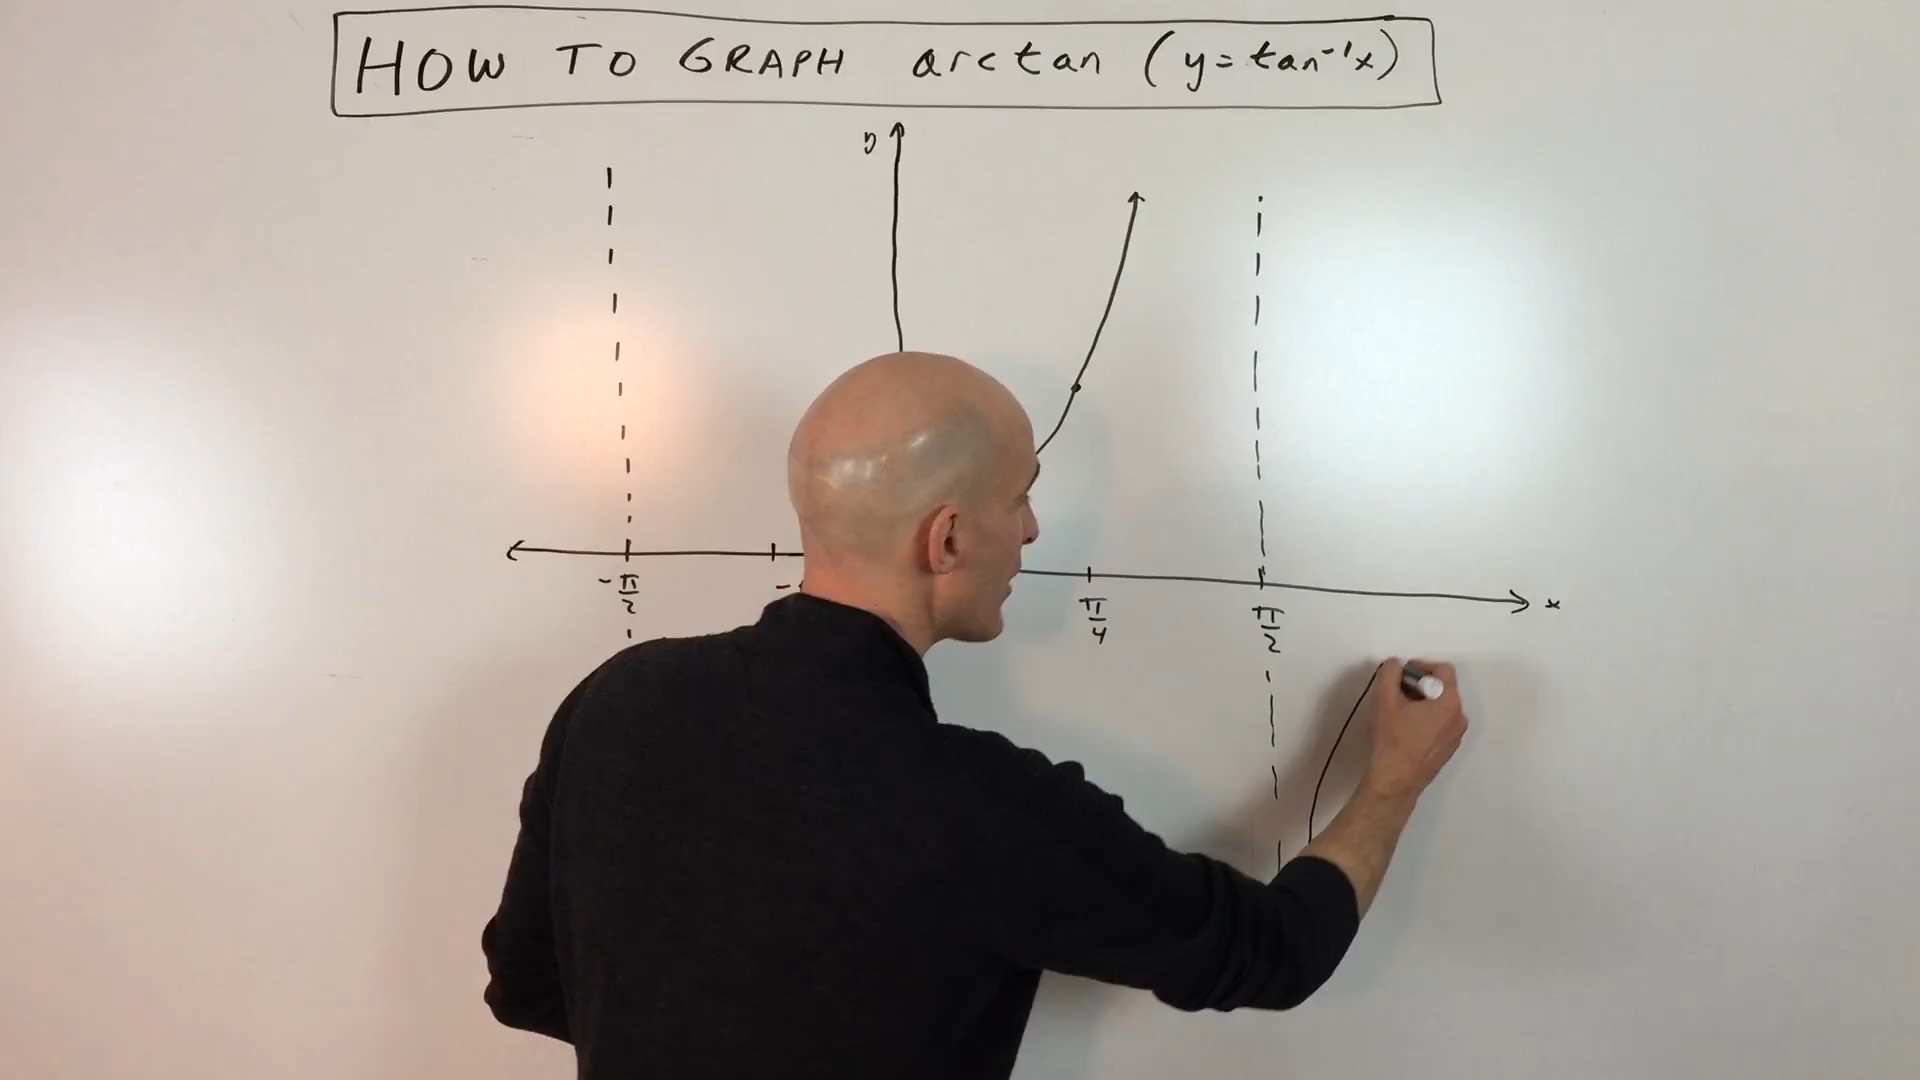 HOW TO GRAPH arctan (y=tan⁻¹x)
y
-π/2
-
π/4
π/2
x